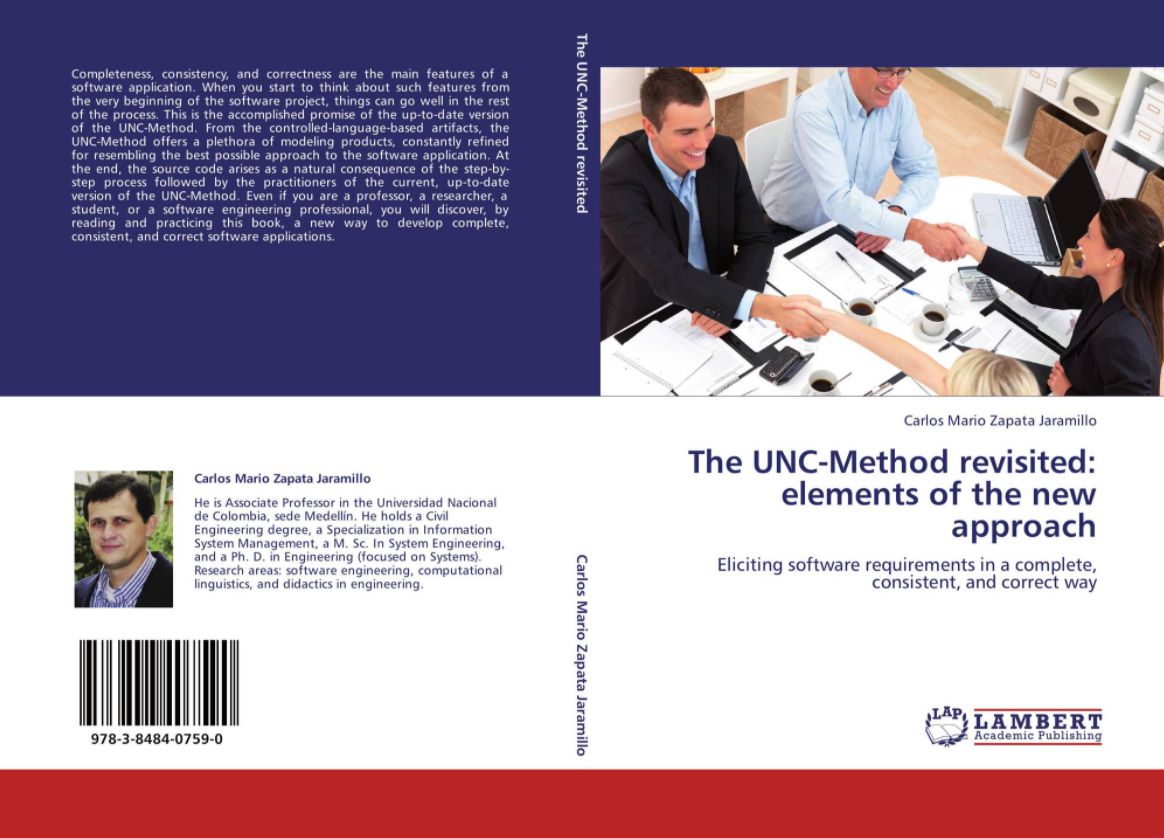 Completeness, consistency, and correctness are the main features of a
software application. When you start to think about such features from
the very beginning of the software project, things can go well in the rest
of the process. This is the accomplished promise of the up-to-date version
of the UNC-Method. From the controlled-language-based artifacts, the
UNC-Method offers a plethora of modeling products, constantly refined
for resembling the best possible approach to the software application. At
the end, the source code arises as a natural consequence of the step-by-
step process followed by the practitioners of the current, up-to-date
version of the UNC-Method. Even if you are a professor, a researcher, a
student, or a software engineering professional, you will discover, by
reading and practicing this book, a new way to develop complete,
consistent, and correct software applications.
Carlos Mario Zapata Jaramillo
He is Associate Professor in the Universidad Nacional
de Colombia, sede Medellín. He holds a Civil
Engineering degree, a Specialization in Information
System Management, a M. Sc. In System Engineering,
and a Ph. D. in Engineering (focused on Systems).
Research areas: software engineering, computational
linguistics, and didactics in engineering.
978-3-8484-0759-0
The UNC-Method revisited
Carlos Mario Zapata Jaramillo
Carlos Mario Zapata Jaramillo
The UNC-Method revisited:
elements of the new
approach
Eliciting software requirements in a complete,
consistent, and correct way
LAP
LAMBERT
Academic Publishing